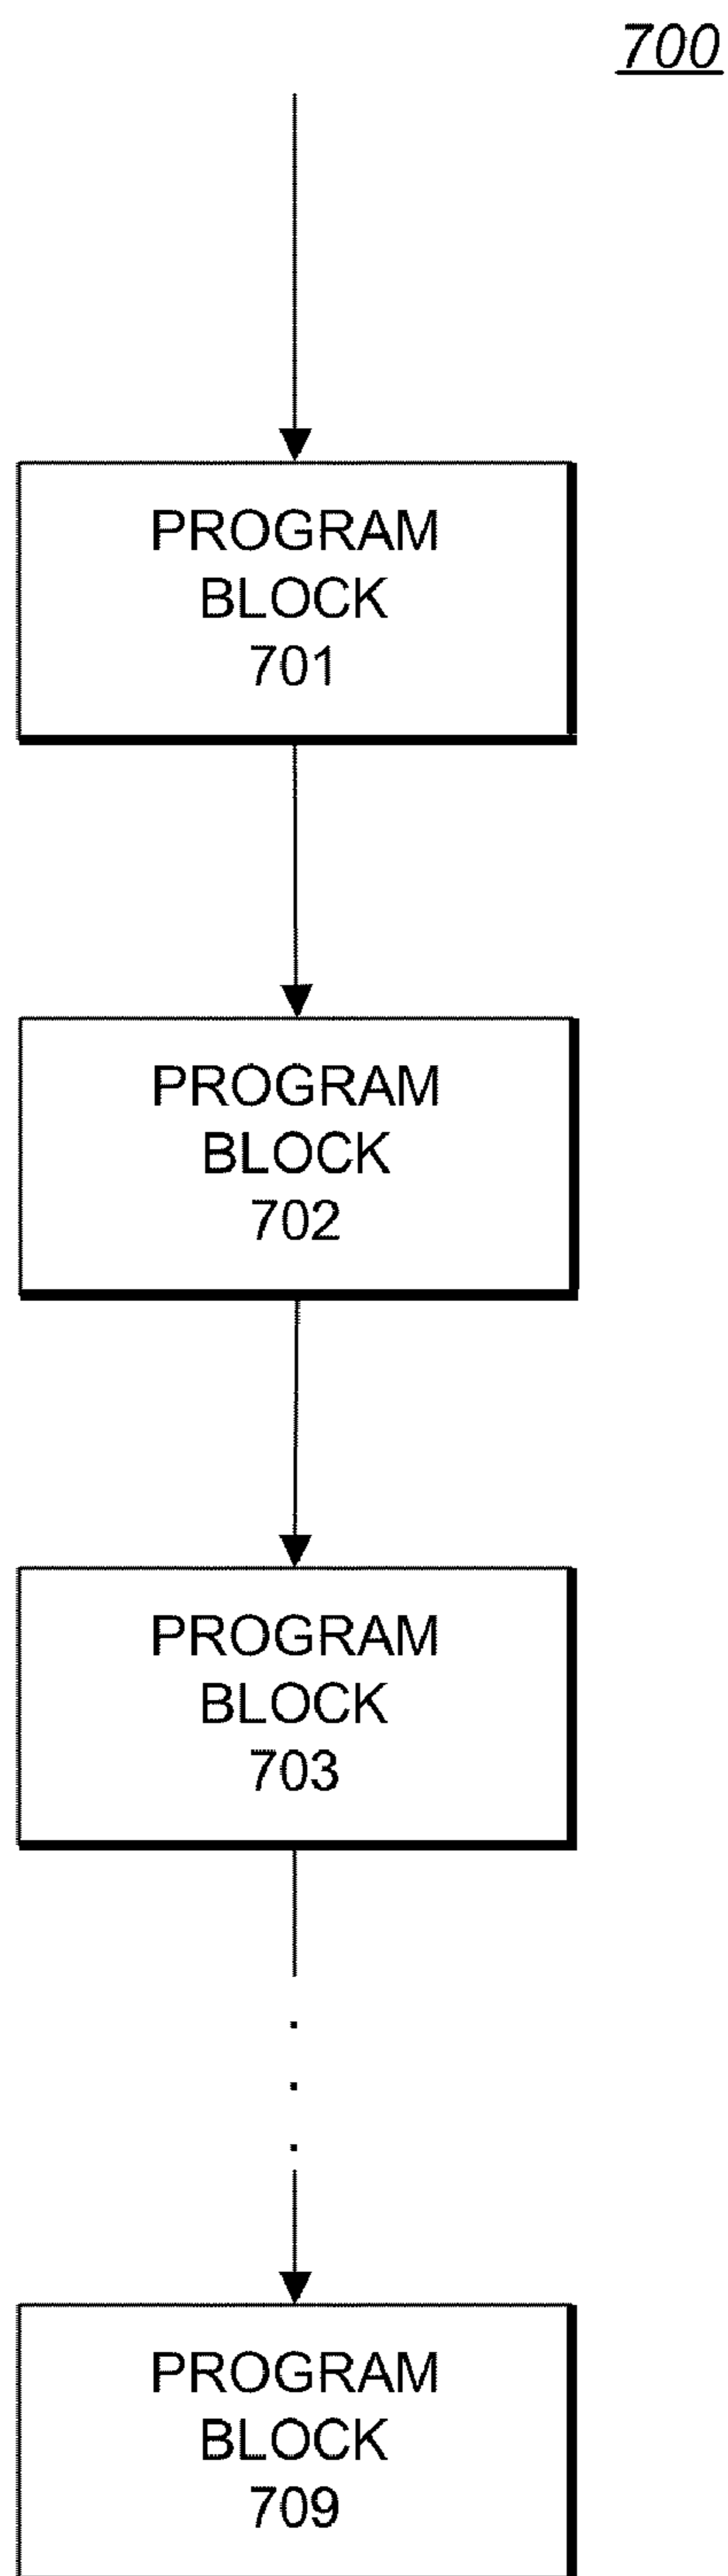 700
PROGRAM
BLOCK
701
PROGRAM
BLOCK
702
PROGRAM
BLOCK
703
.
.
.
PROGRAM
BLOCK
709